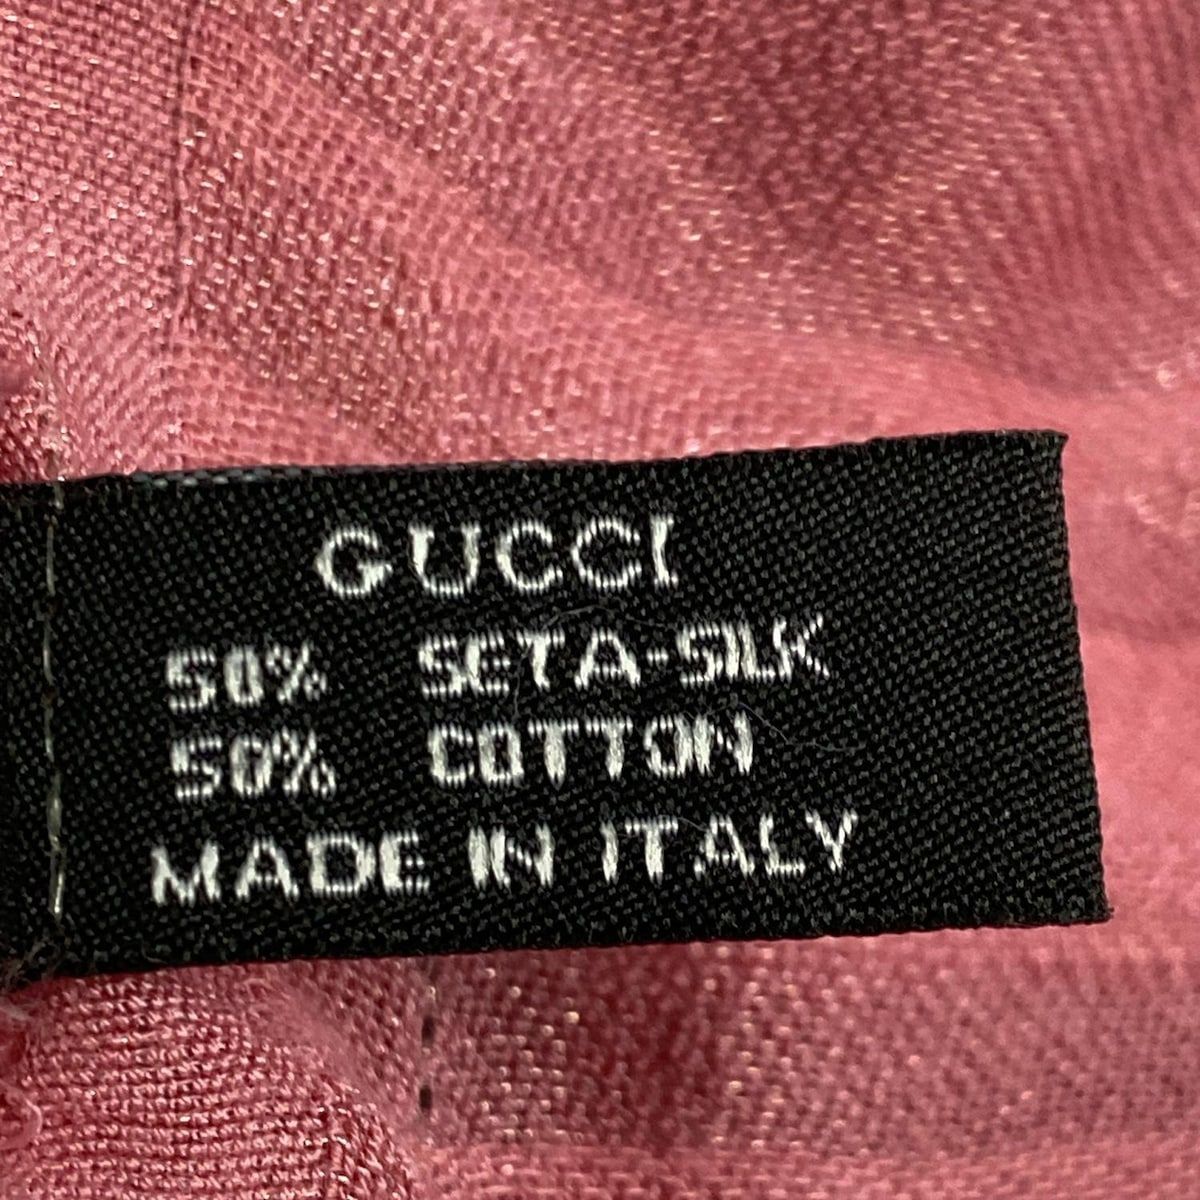 GUCCI
50% SETA-SILK
50% COTTON
MADE IN ITALY